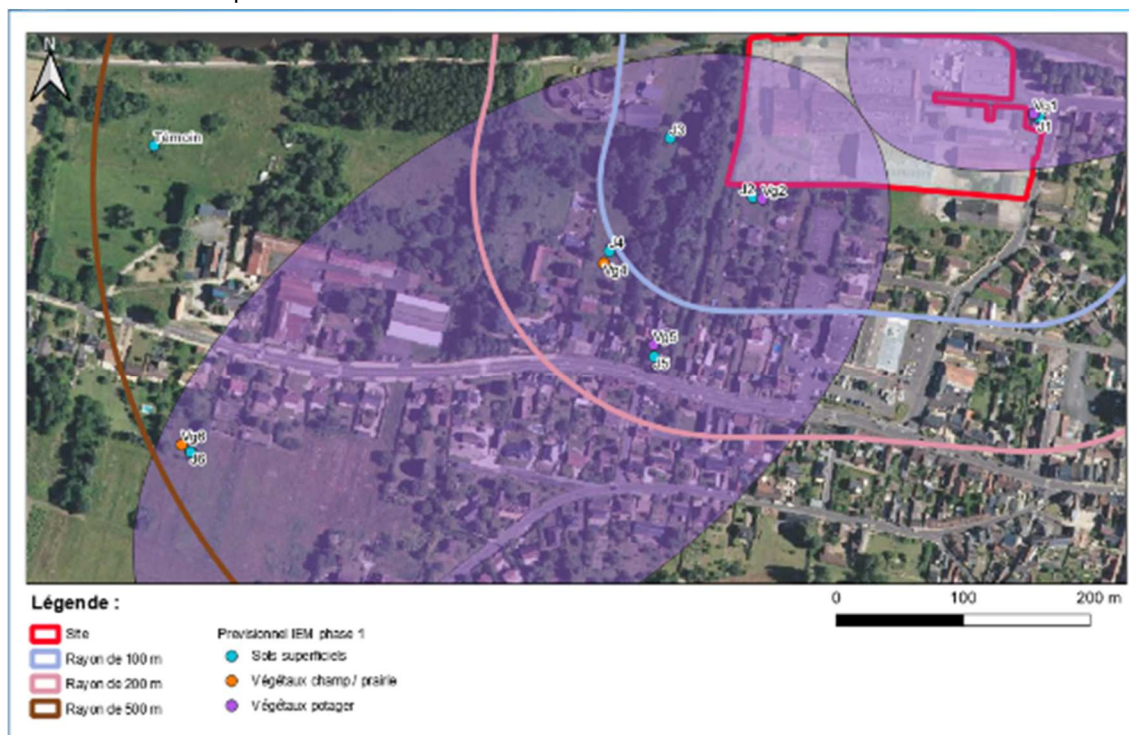 N
Témoin
J3
Vg1
J1
J2
Vg2
J4
Vg4
Vg5
J5
Vg6
J6
Légende :
0 100 200 m
Site
Rayon de 100 m
Rayon de 200 m
Rayon de 500 m
Previsionnel IEM phase 1
Sols superficiels
Végétaux champ / prairie
Végétaux potager